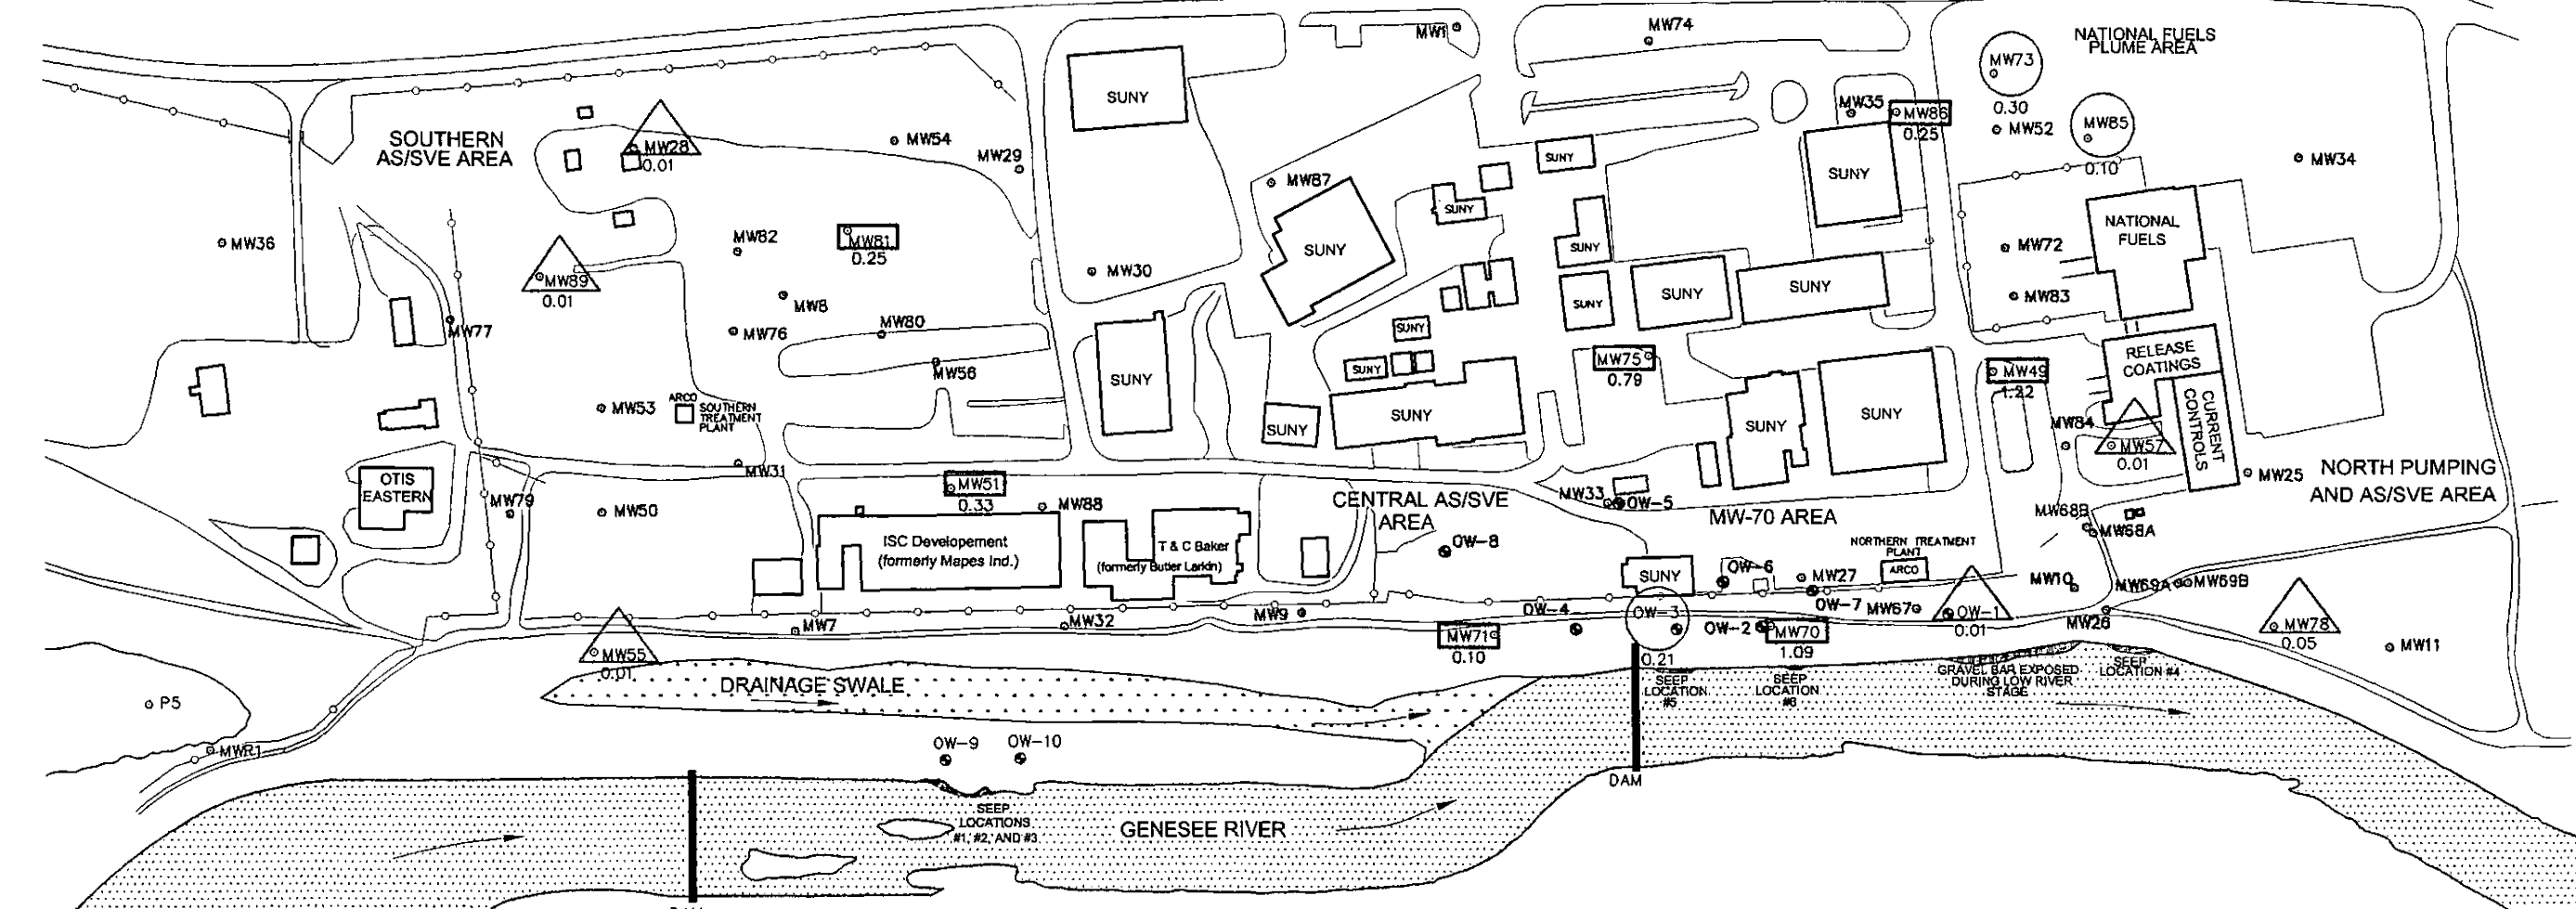 MW1
MW74
NATIONAL FUELS
PLUME AREA
MW73
0.30
MW85
0.10
MW52
MW34
MW35
MW86
0.25
SUNY
SUNY
SUNY
SOUTHERN
AS/SVE AREA
MW28
0.01
MW54
MW29
MW87
SUNY
SUNY
NATIONAL
FUELS
MW36
MW82
MW81
0.25
MW89
0.01
MW30
SUNY
SUNY
MW72
MW83
MW8
MW77
MW76
MW80
MW56
SUNY
SUNY
SUNY
SUNY
SUNY
SUNY
MW75
0.79
MW49
1.22
RELEASE
COATINGS
CURRENT
CONTROLS
MW53
ARCO
SOUTHERN
TREATMENT
PLANT
SUNY
SUNY
SUNY
SUNY
SUNY
MW84
MW57
0.01
MW25
NORTH PUMPING
AND AS/SVE AREA
MW31
OTIS
EASTERN
MW79
MW50
MW51
0.33
MW88
CENTRAL AS/SVE
AREA
MW33
OW-5
MW-70 AREA
MW68B
MW68A
ISC Developement
(formerly Mapes Ind.)
T & C Baker
(formerly Butler Larkin)
OW-8
SUNY
OW-6
MW27
NORTHERN TREATMENT
PLANT
ARCO
MW10
MW69A
MW69B
MW55
0.01
MW7
MW32
MW9
OW-4
MW71
0.10
OW-3
0.21
OW-2
MW70
1.09
OW-7
MW67
OW-1
0.01
MW26
MW78
0.05
MW11
DRAINAGE SWALE
SEEP
LOCATION
#5
SEEP
LOCATION
#6
GRAVEL BAR EXPOSED
DURING LOW RIVER
STAGE
SEEP
LOCATION #4
P5
MWR1
OW-9
OW-10
DAM
SEEP
LOCATIONS
#1, #2, AND #3
GENESEE RIVER